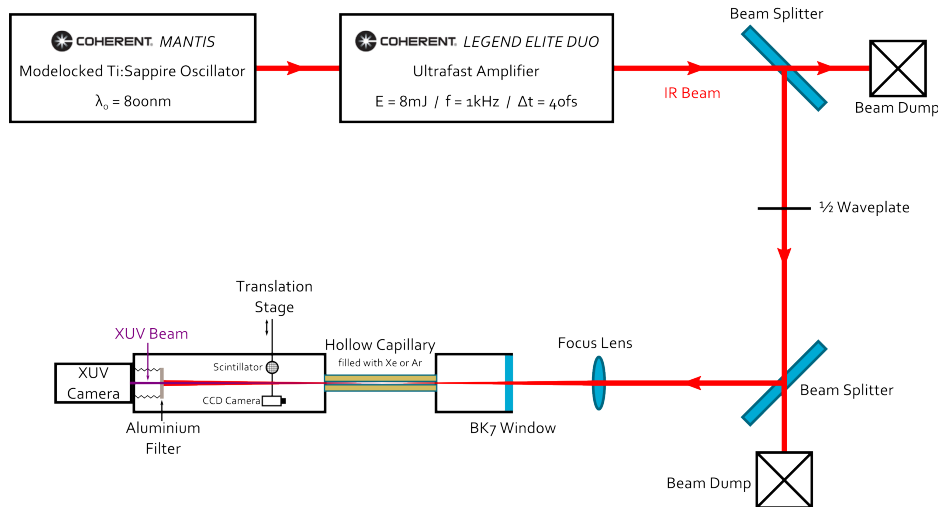 COHERENT® MANTIS
Modelocked Ti:Sappire Oscillator
λ₀ = 800nm
COHERENT® LEGEND ELITE DUO
Ultrafast Amplifier
E = 8mJ / f = 1kHz / Δt = 40fs
Beam Splitter
IR Beam
Beam Dump
½ Waveplate
Translation
Stage
XUV Beam
Hollow Capillary
filled with Xe or Ar
Focus Lens
Scintillator
XUV
Camera
CCD Camera
Beam Splitter
Aluminium
Filter
BK7 Window
Beam Dump